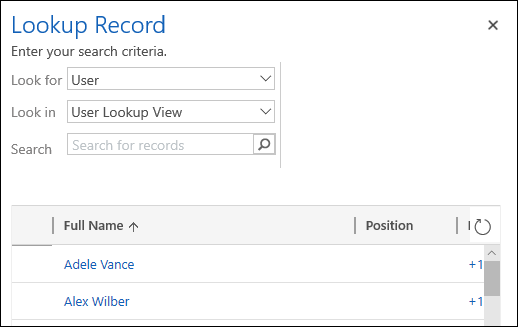 Lookup Record
Enter your search criteria.
Look for User
Look in User Lookup View
Search Search for records
Full Name Position
Adele Vance +1
Alex Wilber +1